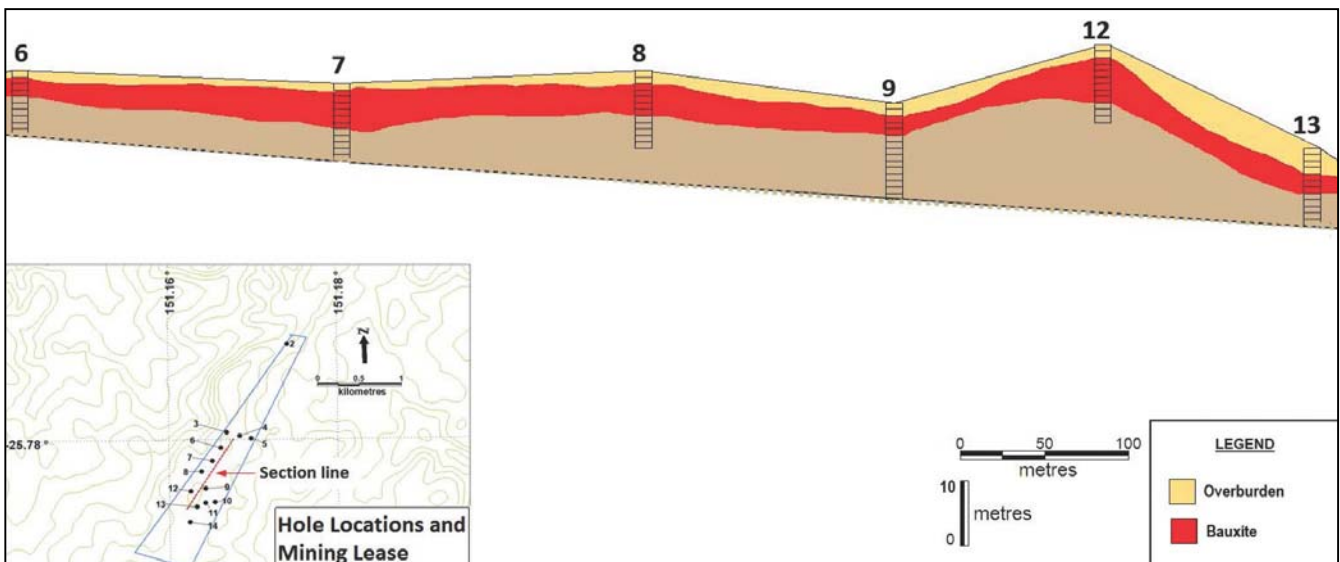 6
7
8
9
12
13
151.16 °
151.18 °
2
N
0 0.5 1
kilometres
3
4
5
-25.78 °
6
7
8
Section line
12
9
10
13
11
14
Hole Locations and
Mining Lease
0 50 100
metres
10
metres
0
LEGEND
Overburden
Bauxite